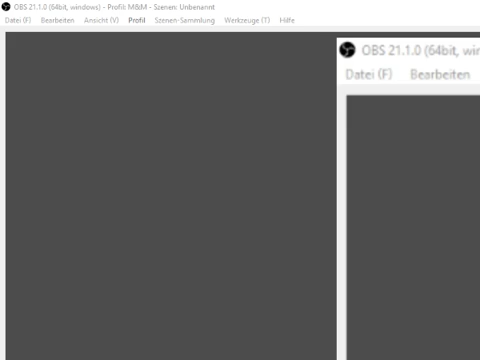 OBS 21.1.0 (64bit, windows) - Profil: M&M - Szenen: Unbenannt
Datei (F) Bearbeiten Ansicht (V) Profil Szenen-Sammlung Werkzeuge (T) Hilfe
OBS 21.1.0 (64bit, win
Datei (F) Bearbeiten